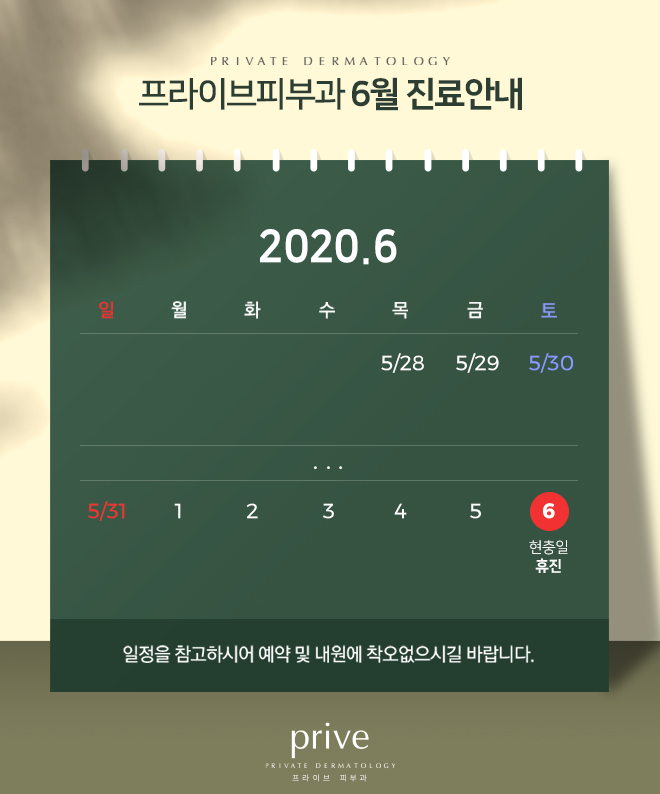 PRIVATE DERMATOLOGY
프라이브피부과 6월 진료안내
2020.6
일 월 화 수 목 금 토
5/28 5/29 5/30
...
5/31 1 2 3 4 5 6
현충일
휴진
일정을 참고하시어 예약 및 내원에 착오없으시길 바랍니다.
prive
PRIVATE DERMATOLOGY
프라이브 피부과